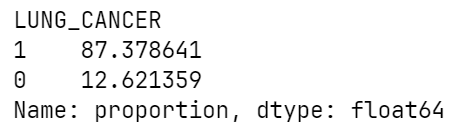 LUNG_CANCER
1    87.378641
0    12.621359
Name: proportion, dtype: float64